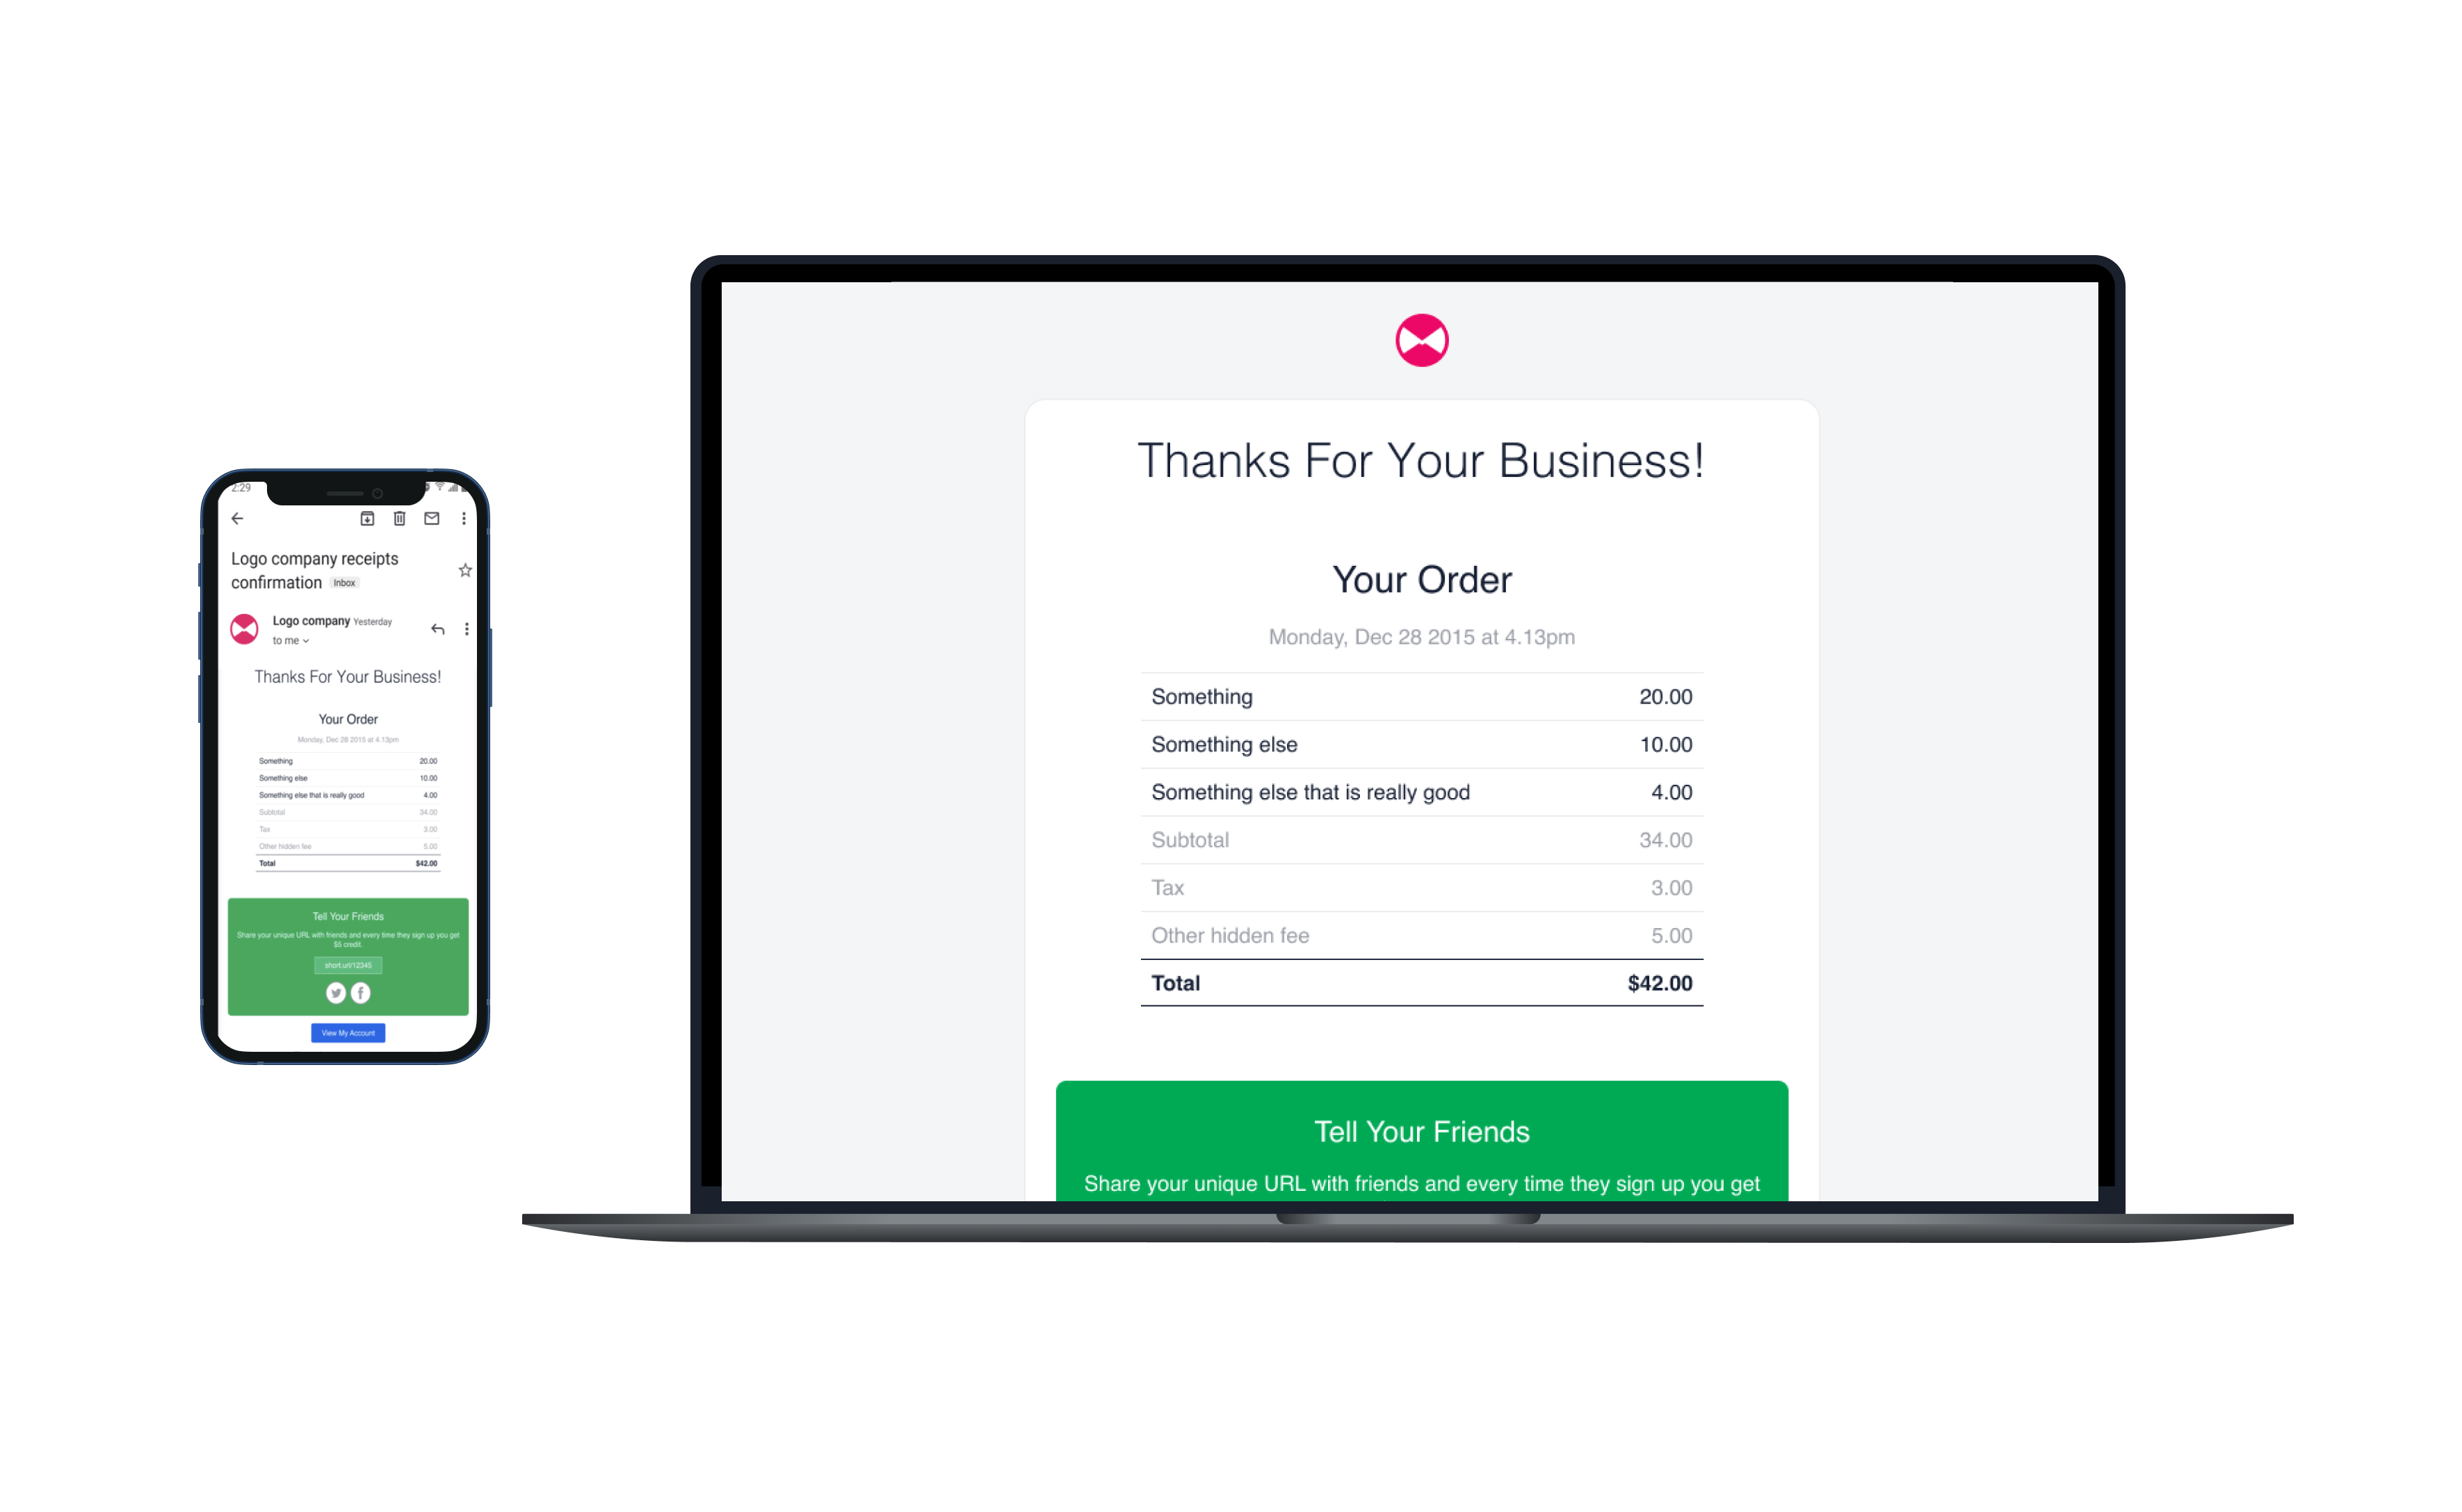 2:29
Logo company receipts
confirmation Inbox
Logo company Yesterday
to me
Thanks For Your Business!
Your Order
Monday, Dec 28 2015 at 4.13pm
Something 20.00
Something else 10.00
Something else that is really good 4.00
Subtotal 34.00
Tax 3.00
Other hidden fee 5.00
Total $42.00
Tell Your Friends
Share your unique URL with friends and every time they sign up you get
$5 credit.
short.url/12345
View My Account
Thanks For Your Business!
Your Order
Monday, Dec 28 2015 at 4.13pm
Something 20.00
Something else 10.00
Something else that is really good 4.00
Subtotal 34.00
Tax 3.00
Other hidden fee 5.00
Total $42.00
Tell Your Friends
Share your unique URL with friends and every time they sign up you get